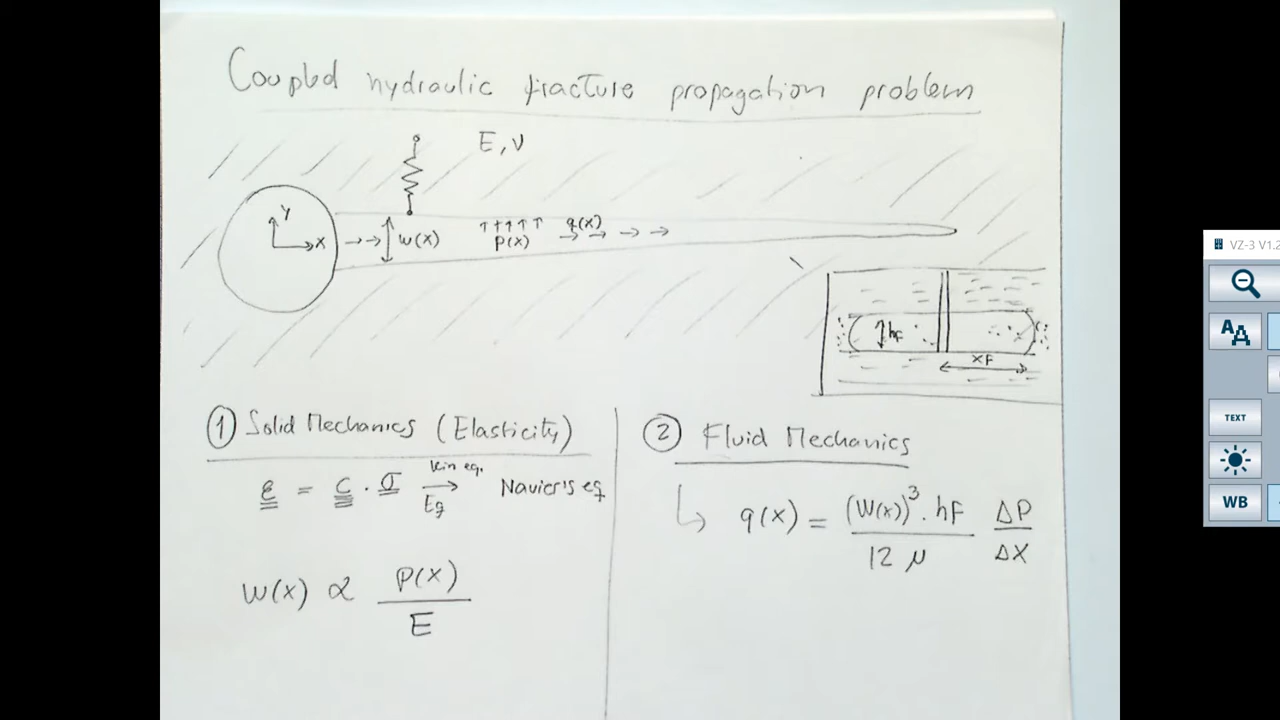 Coupled hydraulic fracture propagation problem
E, ν
Y
X
w(x)
p(x)
q(x)
hF
XF
① Solid Mechanics (Elasticity)
ε = C · σ → Navier's eq
Kin eq.
Eq
w(x) ∝ P(x) / E
② Fluid Mechanics
↳ q(x) = (W(x))³ · hF / 12 μ ΔP / ΔX
VZ-3 V1.2
AA
TEXT
WB